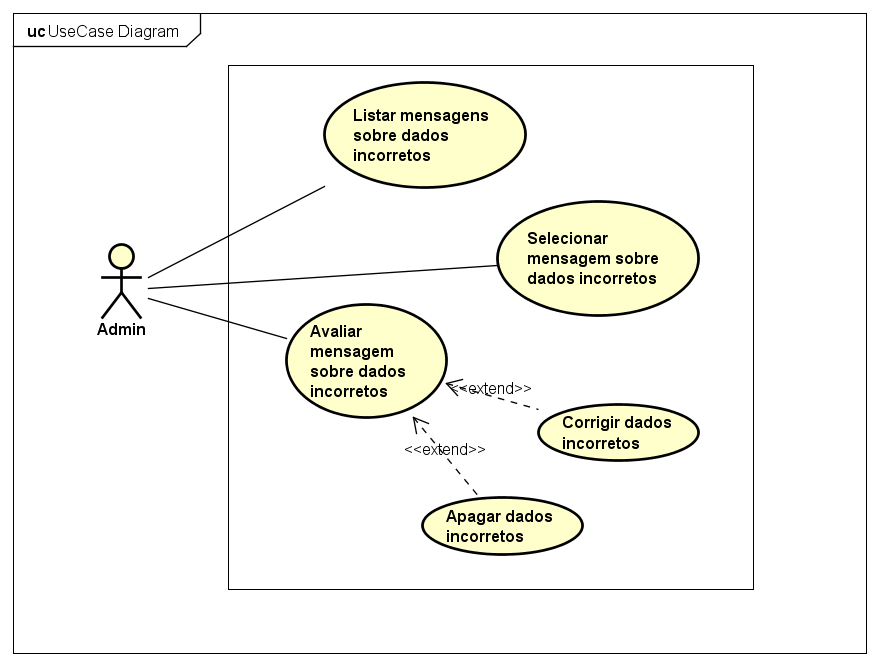 uc UseCase Diagram
Listar mensagens
sobre dados
incorretos
Selecionar
mensagem sobre
dados incorretos
Admin
Avaliar
mensagem
sobre dados
incorretos
<<extend>>
Corrigir dados
incorretos
<<extend>>
Apagar dados
incorretos